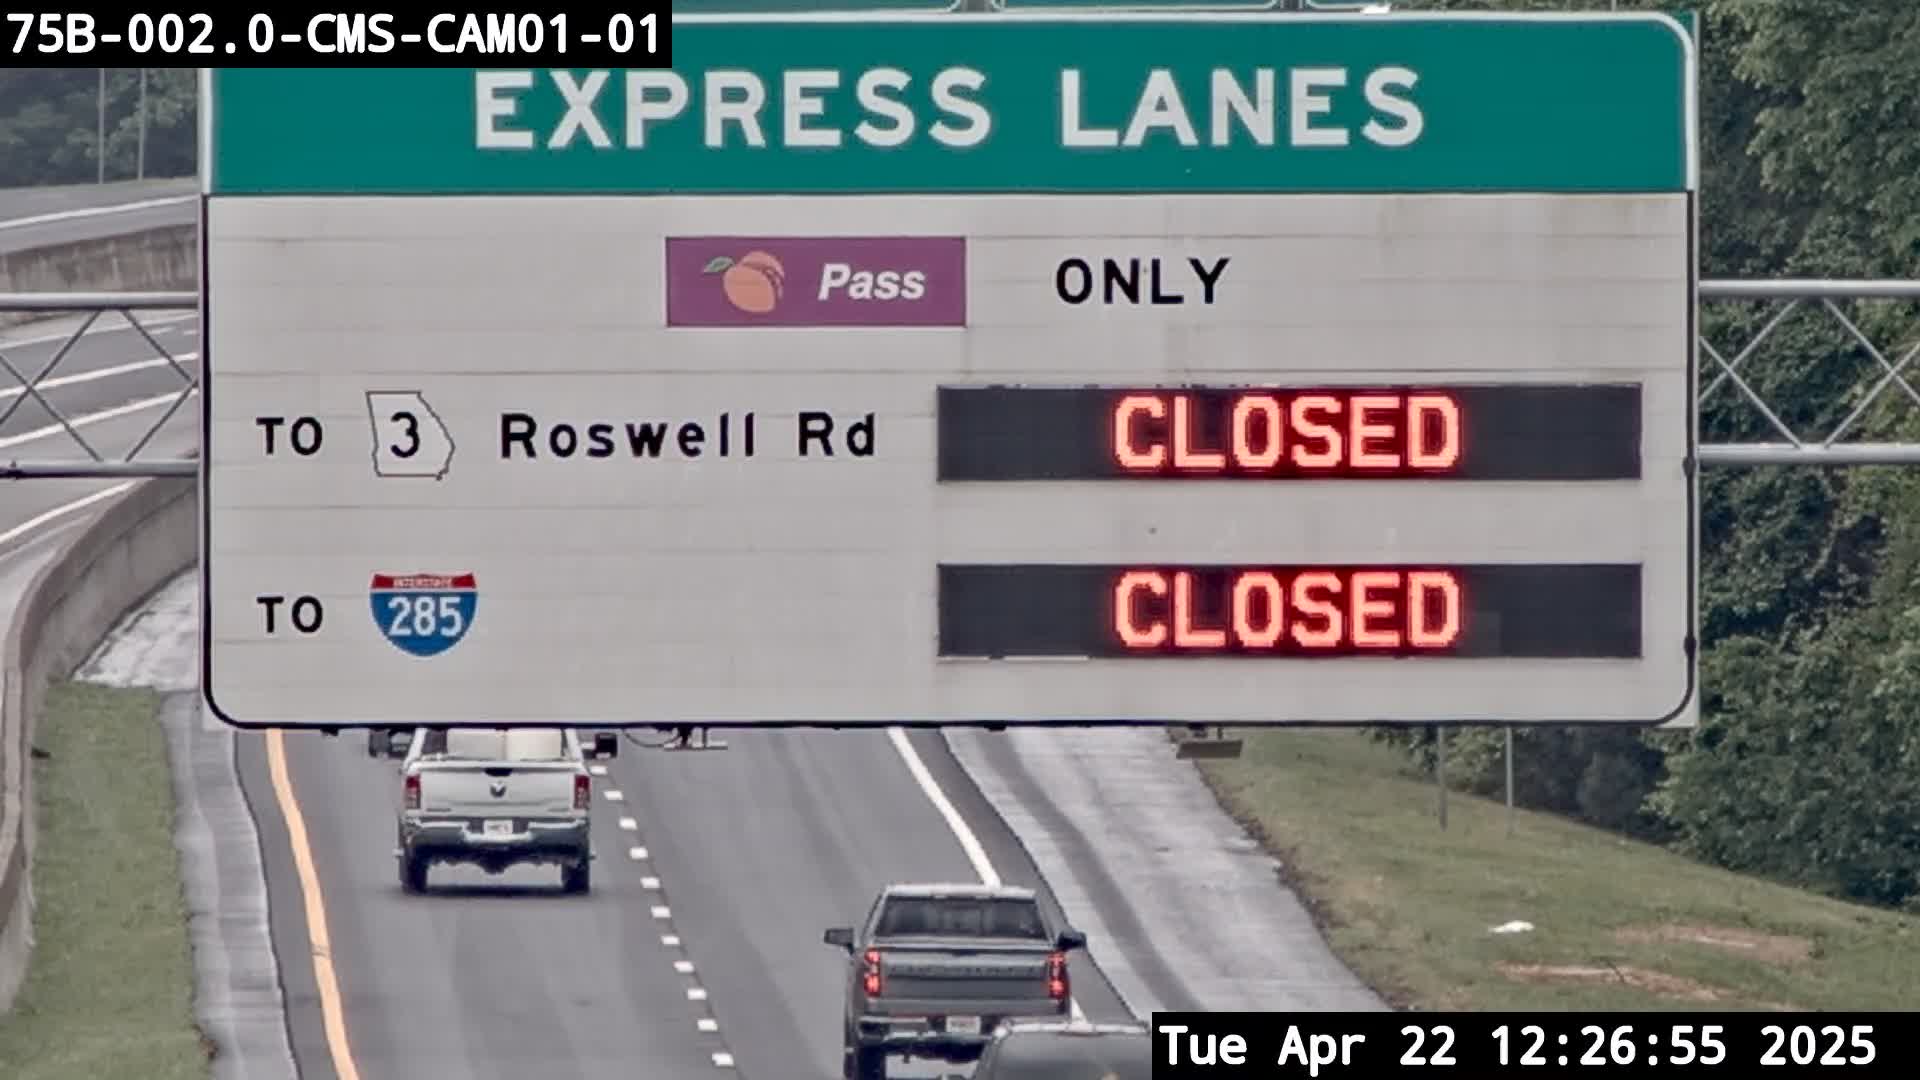 75B-002.0-CMS-CAM01-01
EXPRESS LANES
Pass ONLY
TO 3 Roswell Rd CLOSED
INTERSTATE
TO 285 CLOSED
Tue Apr 22 12:26:55 2025